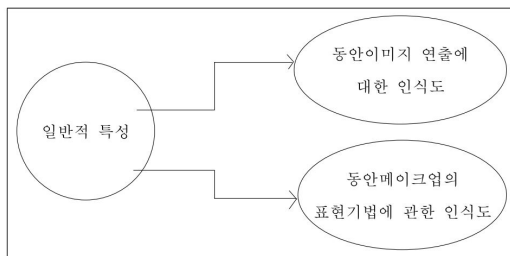 일반적 특성
동안이미지 연출에
대한 인식도
동안메이크업의
표현기법에 관한 인식도